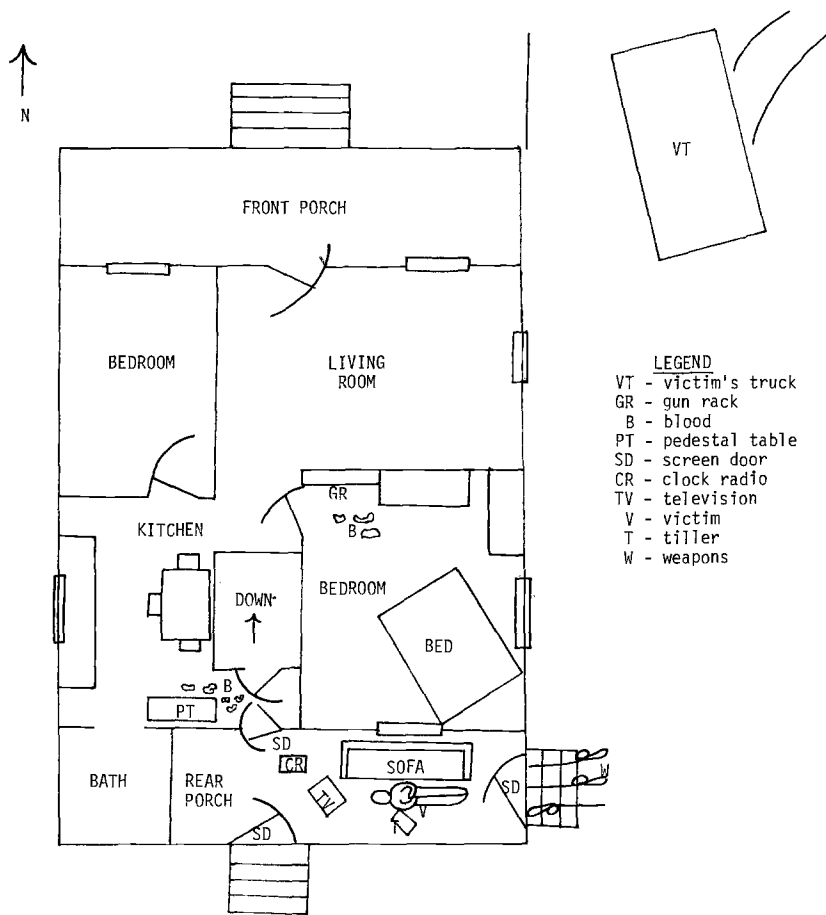 N
VT
FRONT PORCH
BEDROOM
LIVING
ROOM
LEGEND
VT - victim's truck
GR - gun rack
B - blood
PT - pedestal table
SD - screen door
CR - clock radio
TV - television
V - victim
T - tiller
W - weapons
GR
B
KITCHEN
BEDROOM
DOWN
BED
B
PT
SD
CR
SOFA
BATH
REAR
PORCH
TV
V
T
SD
SD
W